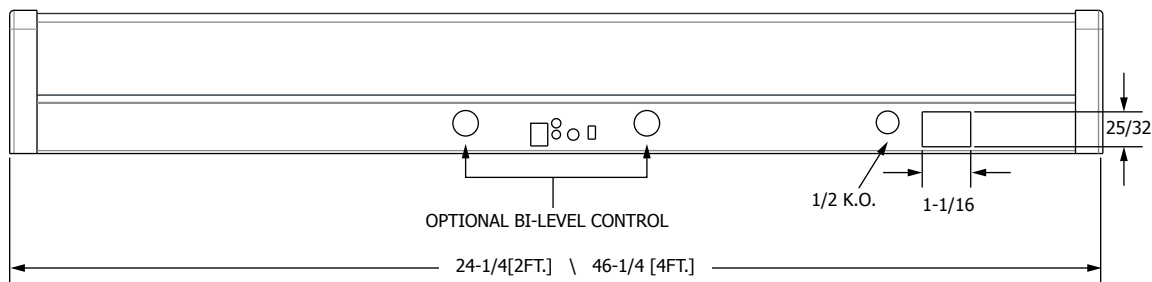 25/32
1/2 K.O.
1-1/16
OPTIONAL BI-LEVEL CONTROL
24-1/4[2FT.] \ 46-1/4 [4FT.]